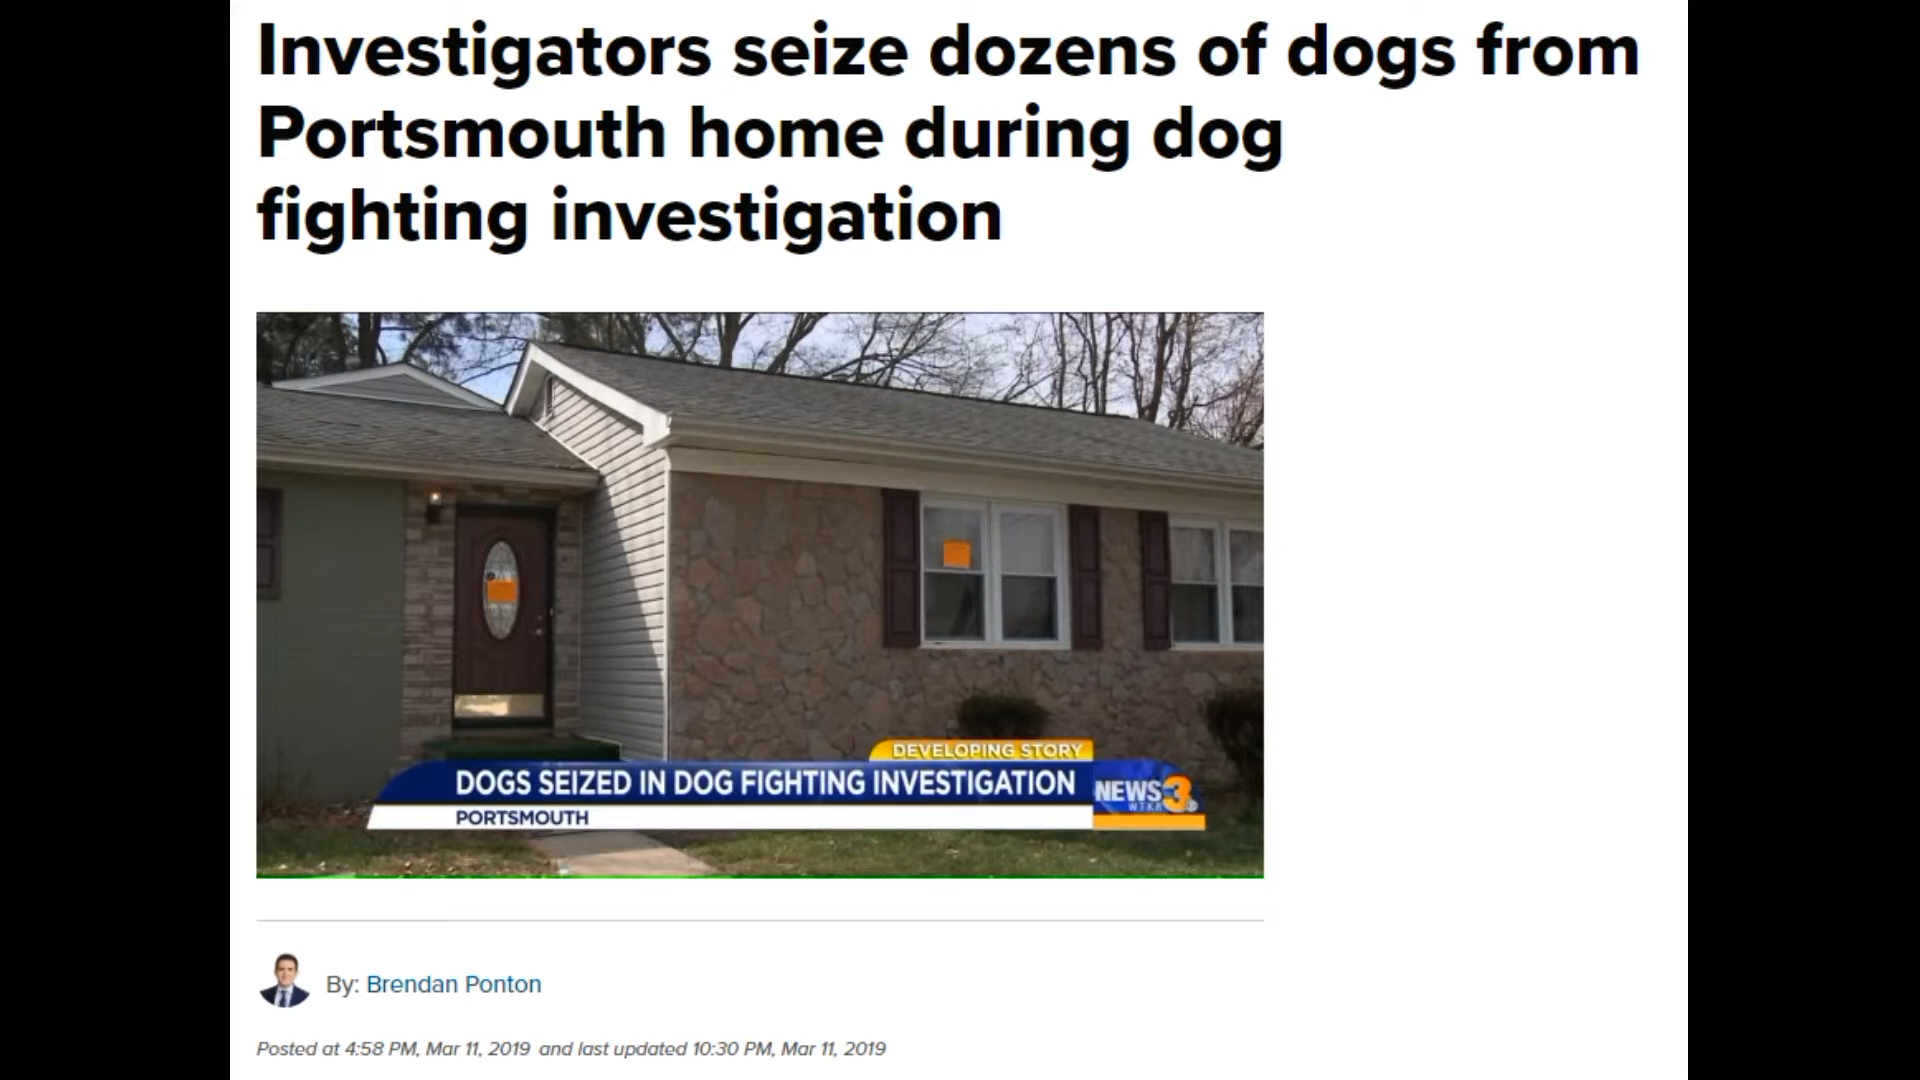 Investigators seize dozens of dogs from
Portsmouth home during dog
fighting investigation
DEVELOPING STORY
DOGS SEIZED IN DOG FIGHTING INVESTIGATION
PORTSMOUTH
NEWS 3
WTKR
By: Brendan Ponton
Posted at 4:58 PM, Mar 11, 2019 and last updated 10:30 PM, Mar 11, 2019